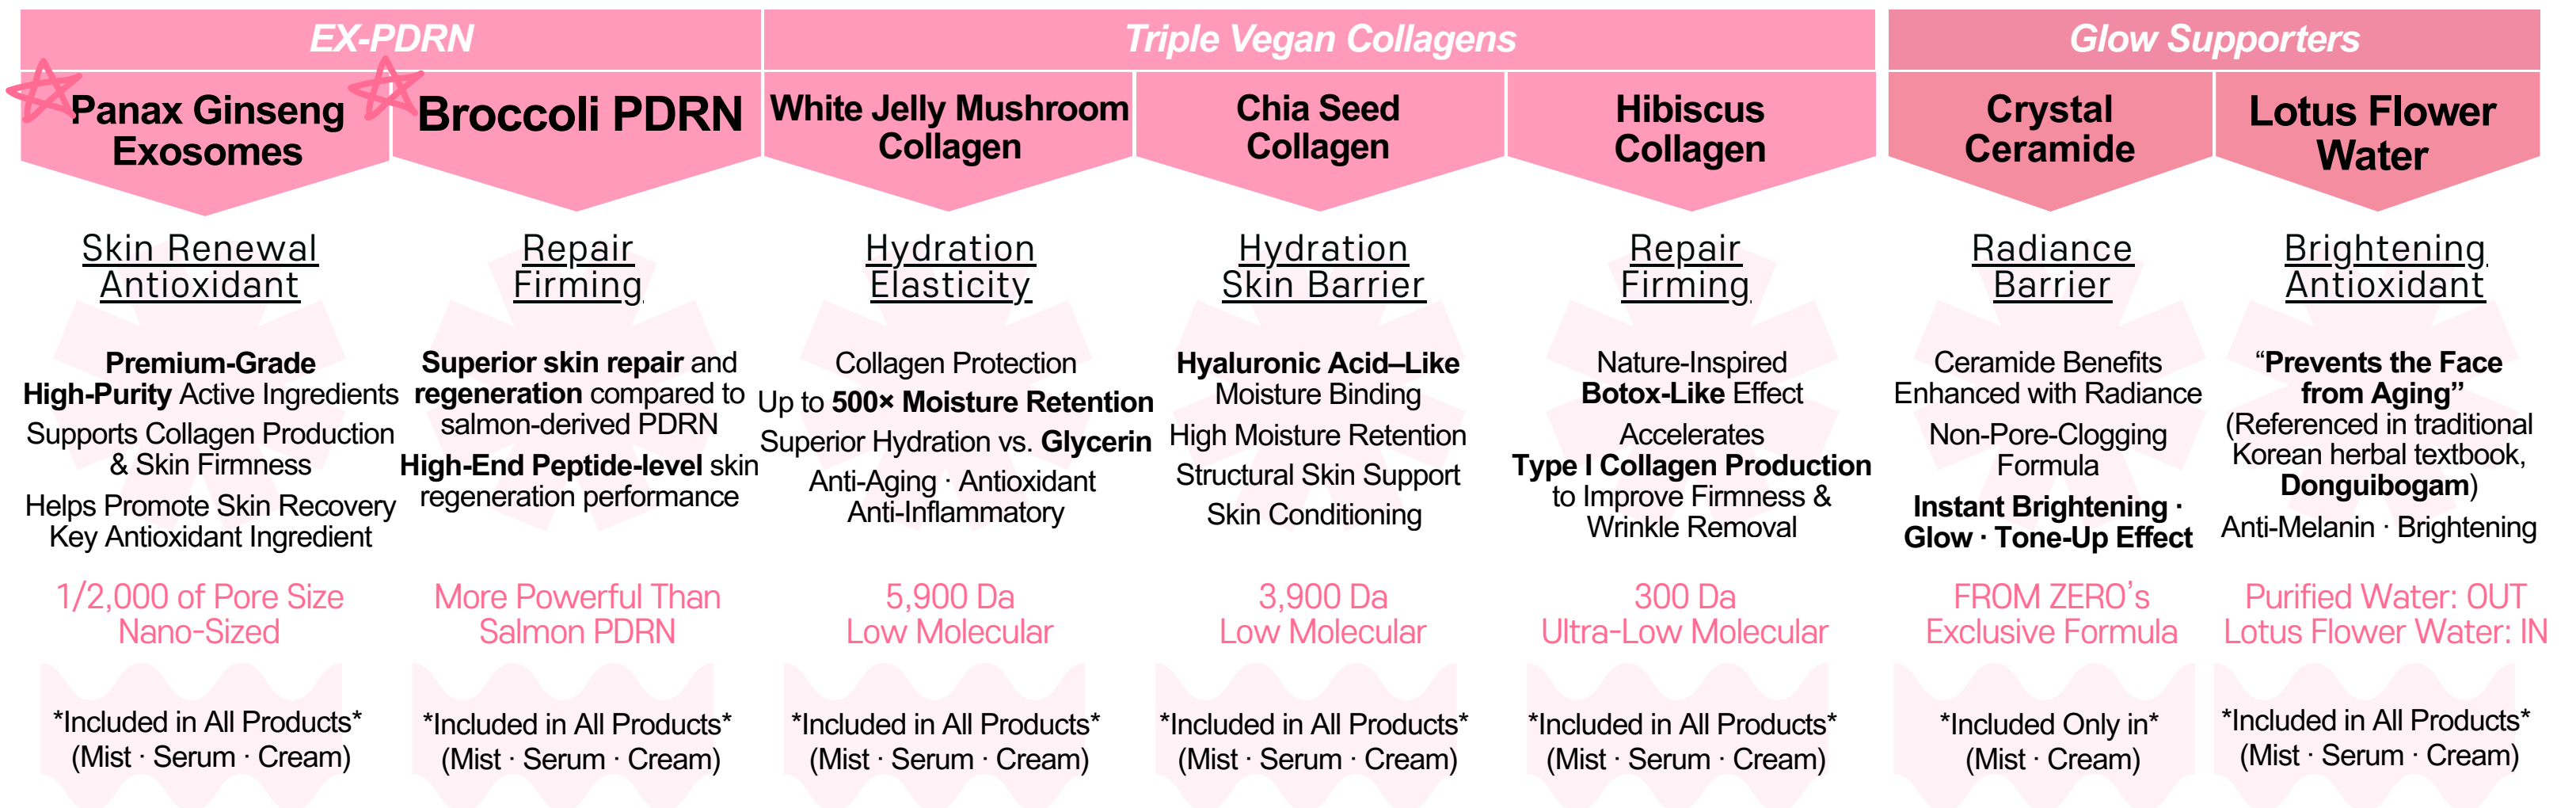 EX-PDRN
Triple Vegan Collagens
Glow Supporters
Panax Ginseng
Exosomes
Broccoli PDRN
White Jelly Mushroom
Collagen
Chia Seed
Collagen
Hibiscus
Collagen
Crystal
Ceramide
Lotus Flower
Water
Skin Renewal
Antioxidant
Repair
Firming
Hydration
Elasticity
Hydration
Skin Barrier
Repair
Firming
Radiance
Barrier
Brightening
Antioxidant
Premium-Grade
High-Purity Active Ingredients
Supports Collagen Production
& Skin Firmness
Helps Promote Skin Recovery
Key Antioxidant Ingredient
Superior skin repair and
regeneration compared to
salmon-derived PDRN
High-End Peptide-level skin
regeneration performance
Collagen Protection
Up to 500× Moisture Retention
Superior Hydration vs. Glycerin
Anti-Aging · Antioxidant
Anti-Inflammatory
Hyaluronic Acid–Like
Moisture Binding
High Moisture Retention
Structural Skin Support
Skin Conditioning
Nature-Inspired
Botox-Like Effect
Accelerates
Type I Collagen Production
to Improve Firmness &
Wrinkle Removal
Ceramide Benefits
Enhanced with Radiance
Non-Pore-Clogging
Formula
Instant Brightening ·
Glow · Tone-Up Effect
“Prevents the Face
from Aging”
(Referenced in traditional
Korean herbal textbook,
Donguibogam)
Anti-Melanin · Brightening
1/2,000 of Pore Size
Nano-Sized
More Powerful Than
Salmon PDRN
5,900 Da
Low Molecular
3,900 Da
Low Molecular
300 Da
Ultra-Low Molecular
FROM ZERO’s
Exclusive Formula
Purified Water: OUT
Lotus Flower Water: IN
*Included in All Products*
(Mist · Serum · Cream)
*Included in All Products*
(Mist · Serum · Cream)
*Included in All Products*
(Mist · Serum · Cream)
*Included in All Products*
(Mist · Serum · Cream)
*Included in All Products*
(Mist · Serum · Cream)
*Included Only in*
(Mist · Cream)
*Included in All Products*
(Mist · Serum · Cream)